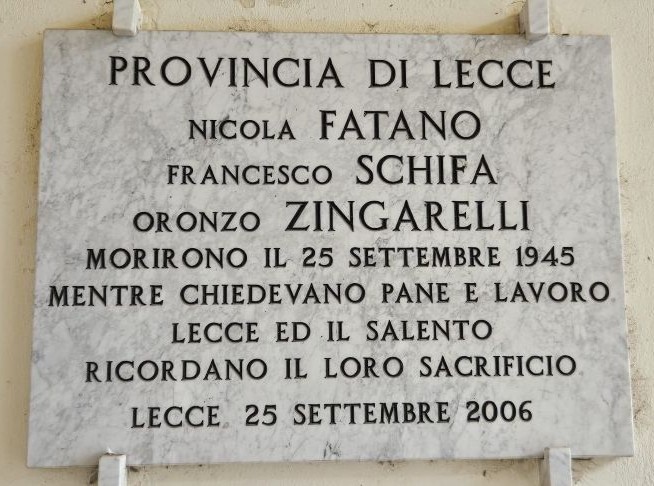 PROVINCIA DI LECCE
NICOLA FATANO
FRANCESCO SCHIFA
ORONZO ZINGARELLI
MORIRONO IL 25 SETTEMBRE 1945
MENTRE CHIEDEVANO PANE E LAVORO
LECCE ED IL SALENTO
RICORDANO IL LORO SACRIFICIO
LECCE 25 SETTEMBRE 2006